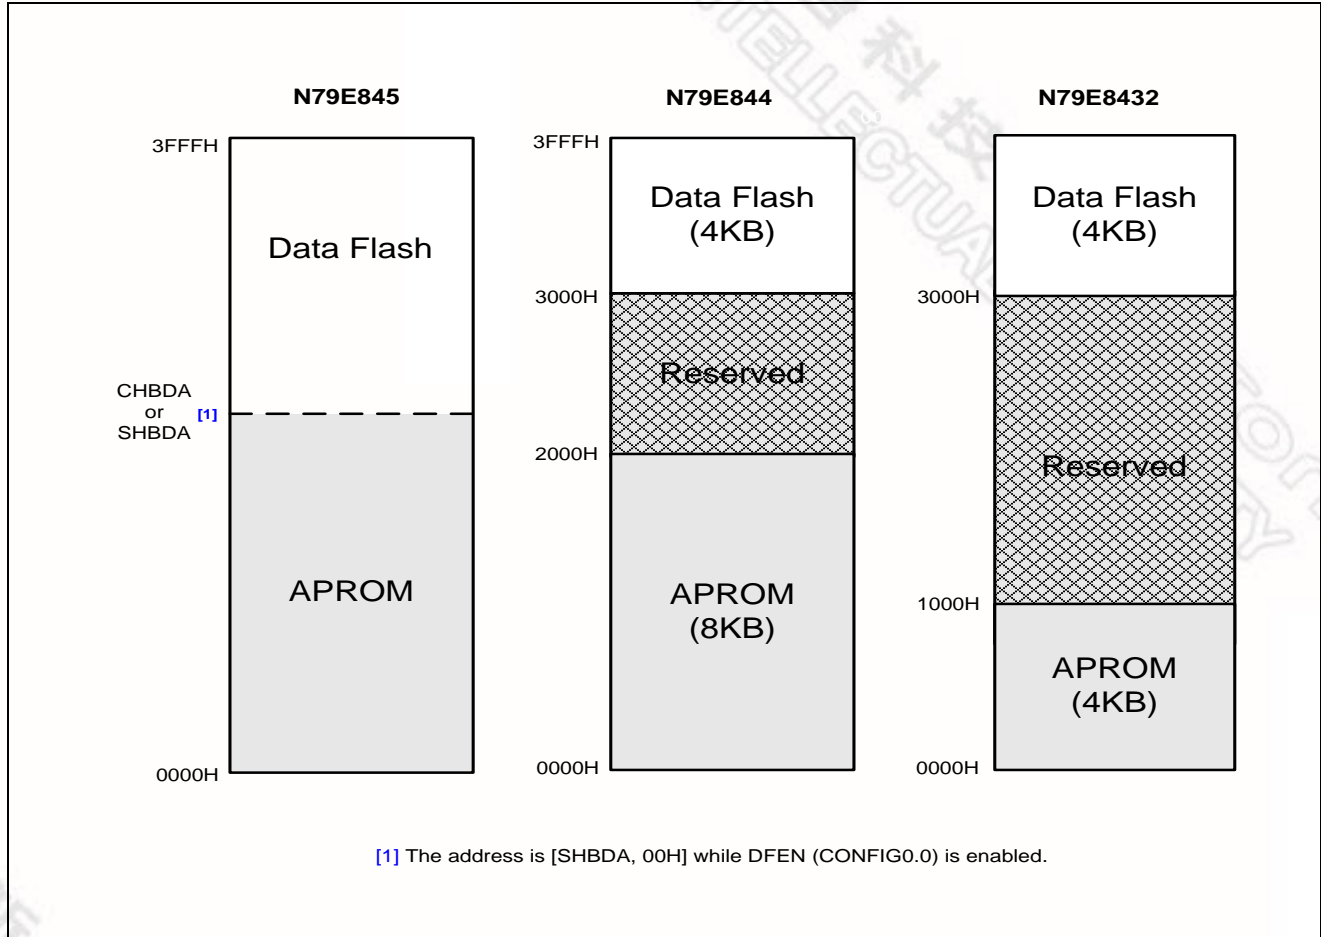 N79E845
N79E844
N79E8432
3FFFH
Data Flash
CHBDA
or
SHBDA
[1]
APROM
0000H
3FFFH
Data Flash
(4KB)
3000H
Reserved
2000H
APROM
(8KB)
0000H
Data Flash
(4KB)
3000H
Reserved
1000H
APROM
(4KB)
0000H
[1] The address is [SHBDA, 00H] while DFEN (CONFIG0.0) is enabled.
科技